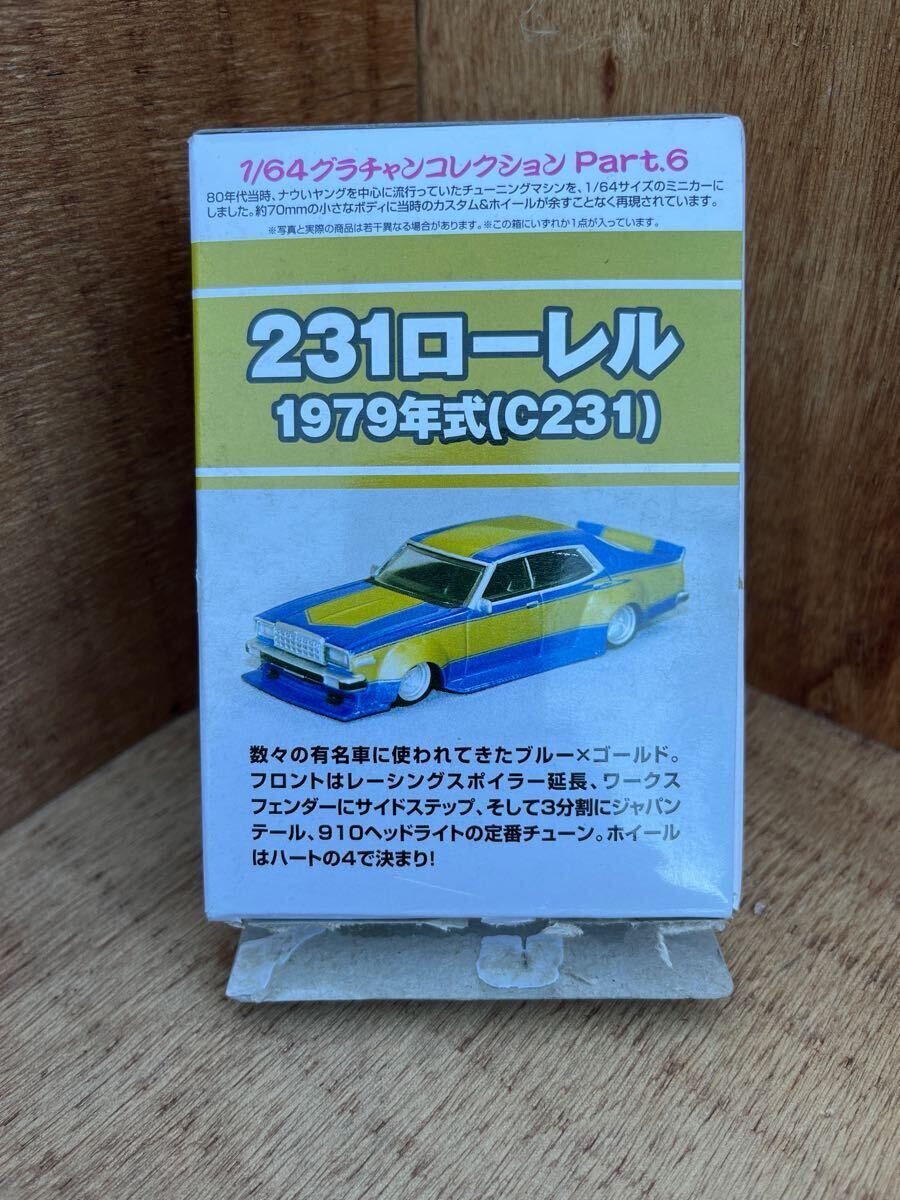 1/64グラチャンコレクション Part.6
80年代当時、ナウいヤングを中心に流行っていたチューニングマシンを、1/64サイズのミニカーに
しました。約70mmの小さなボディに当時のカスタム&ホイールが余すことなく再現されています。
※写真と実際の商品は若干異なる場合があります。※この箱にいずれか1点が入っています。
231ローレル
1979年式(C231)
数々の有名車に使われてきたブルー×ゴールド。
フロントはレーシングスポイラー延長、ワークス
フェンダーにサイドステップ、そして3分割にジャパン
テール、910ヘッドライトの定番チューン。ホイール
はハートの4で決まり!